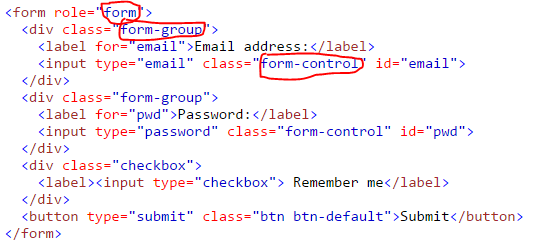 <form role="form">
<div class="form-group">
<label for="email">Email address:</label>
<input type="email" class="form-control" id="email">
</div>
<div class="form-group">
<label for="pwd">Password:</label>
<input type="password" class="form-control" id="pwd">
</div>
<div class="checkbox">
<label><input type="checkbox"> Remember me</label>
</div>
<button type="submit" class="btn btn-default">Submit</button>
</form>